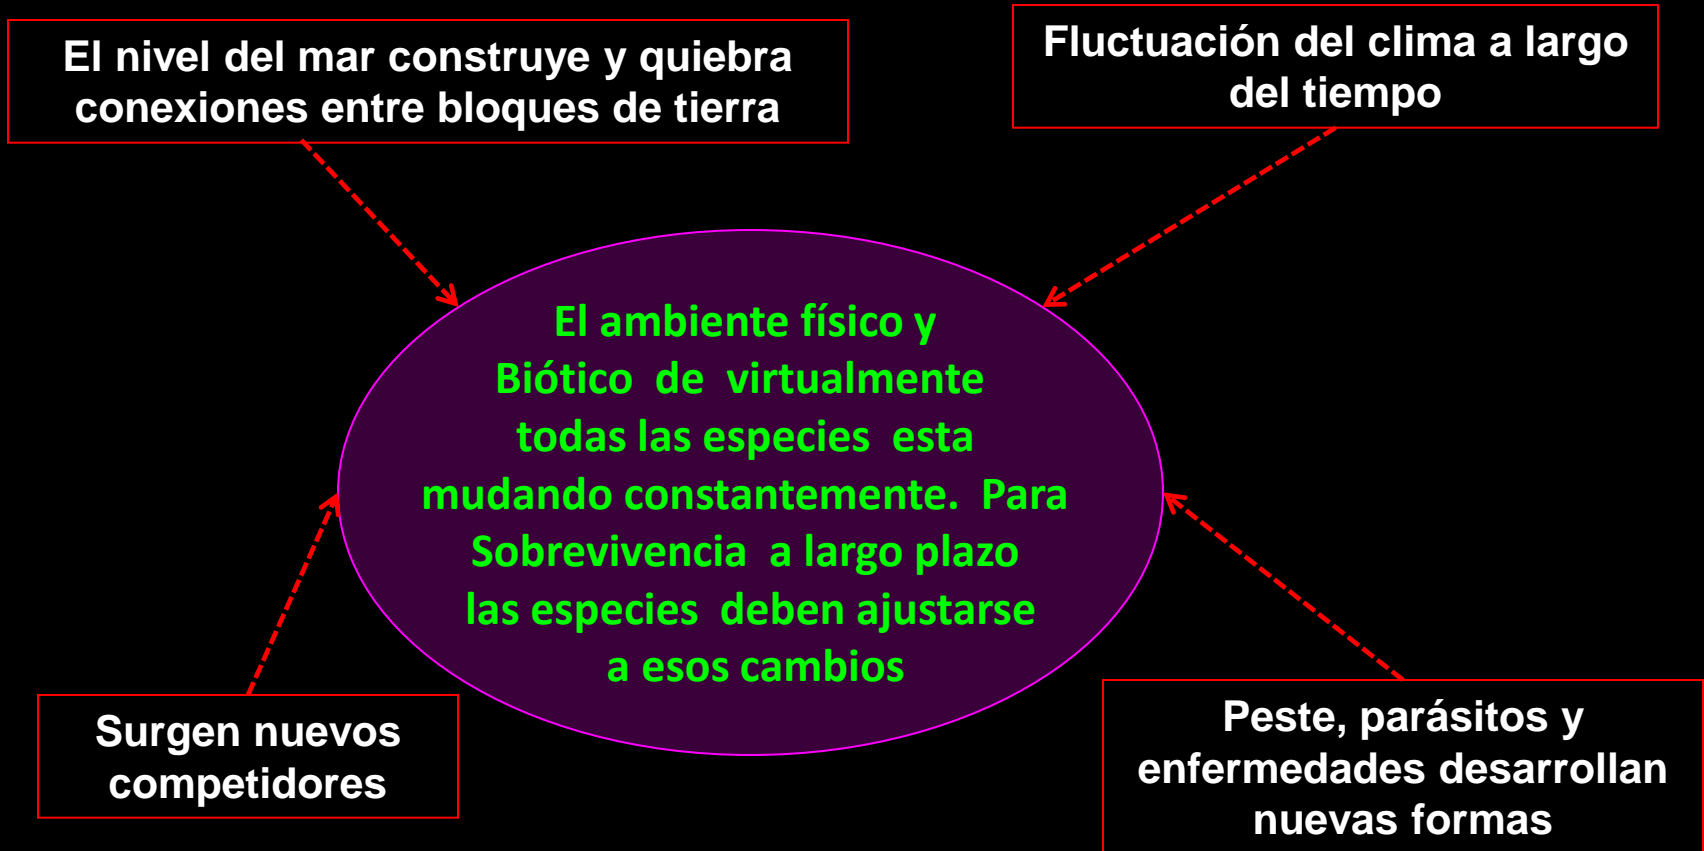 El nivel del mar construye y quiebra
conexiones entre bloques de tierra
Fluctuación del clima a largo
del tiempo
El ambiente físico y
Biótico de virtualmente
todas las especies esta
mudando constantemente. Para
Sobrevivencia a largo plazo
las especies deben ajustarse
a esos cambios
Surgen nuevos
competidores
Peste, parásitos y
enfermedades desarrollan
nuevas formas